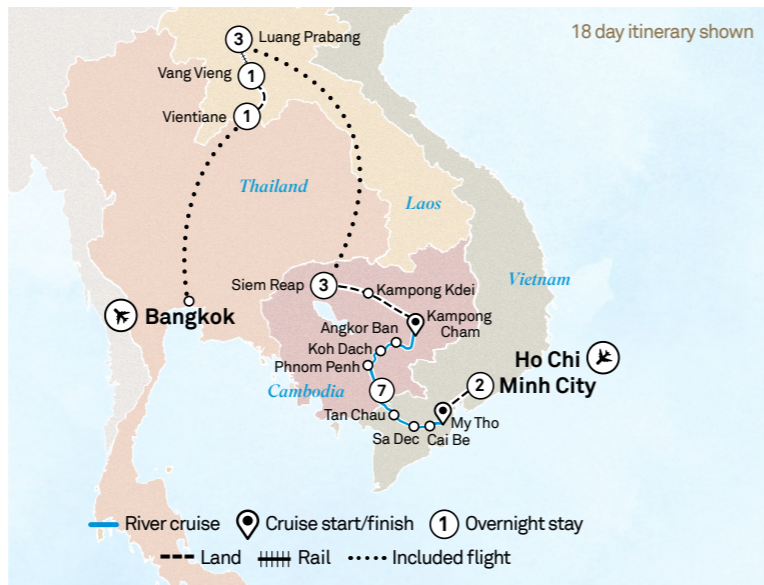 18 day itinerary shown
3
Luang Prabang
Vang Vieng
1
Vientiane
1
Thailand
Laos
Vietnam
Siem Reap
3
Kampong Kdei
Bangkok
Angkor Ban
Kampong
Cham
Koh Dach
Phnom Penh
Ho Chi
Minh City
2
Cambodia
7
Tan Chau
My Tho
Sa Dec
Cai Be
River cruise
Cruise start/finish
1
Overnight stay
Land
Rail
Included flight